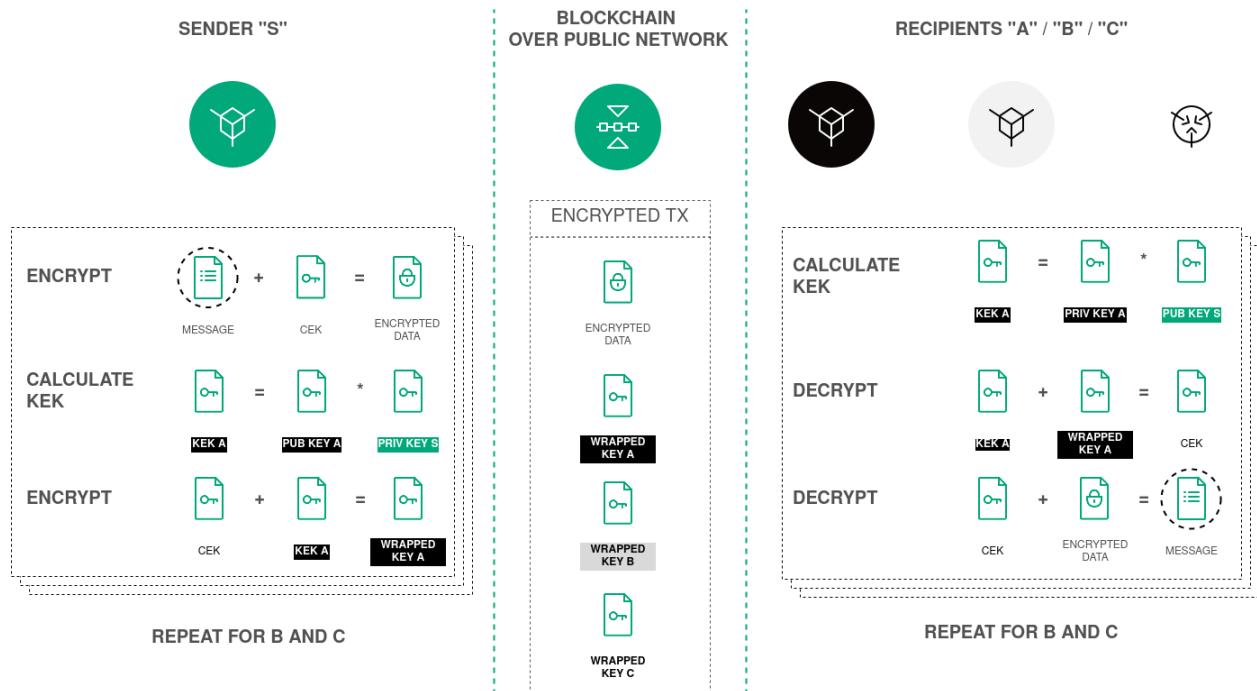 SENDER "S"
BLOCKCHAIN
OVER PUBLIC NETWORK
RECIPIENTS "A" / "B" / "C"
ENCRYPT
+
=
MESSAGE
CEK
ENCRYPTED
DATA
CALCULATE
KEK
=
*
KEK A
PUB KEY A
PRIV KEY S
ENCRYPT
+
=
CEK
KEK A
WRAPPED
KEY A
REPEAT FOR B AND C
ENCRYPTED TX
ENCRYPTED
DATA
WRAPPED
KEY A
WRAPPED
KEY B
WRAPPED
KEY C
CALCULATE
KEK
=
*
KEK A
PRIV KEY A
PUB KEY S
DECRYPT
+
=
KEK A
WRAPPED
KEY A
CEK
DECRYPT
+
=
CEK
ENCRYPTED
DATA
MESSAGE
REPEAT FOR B AND C